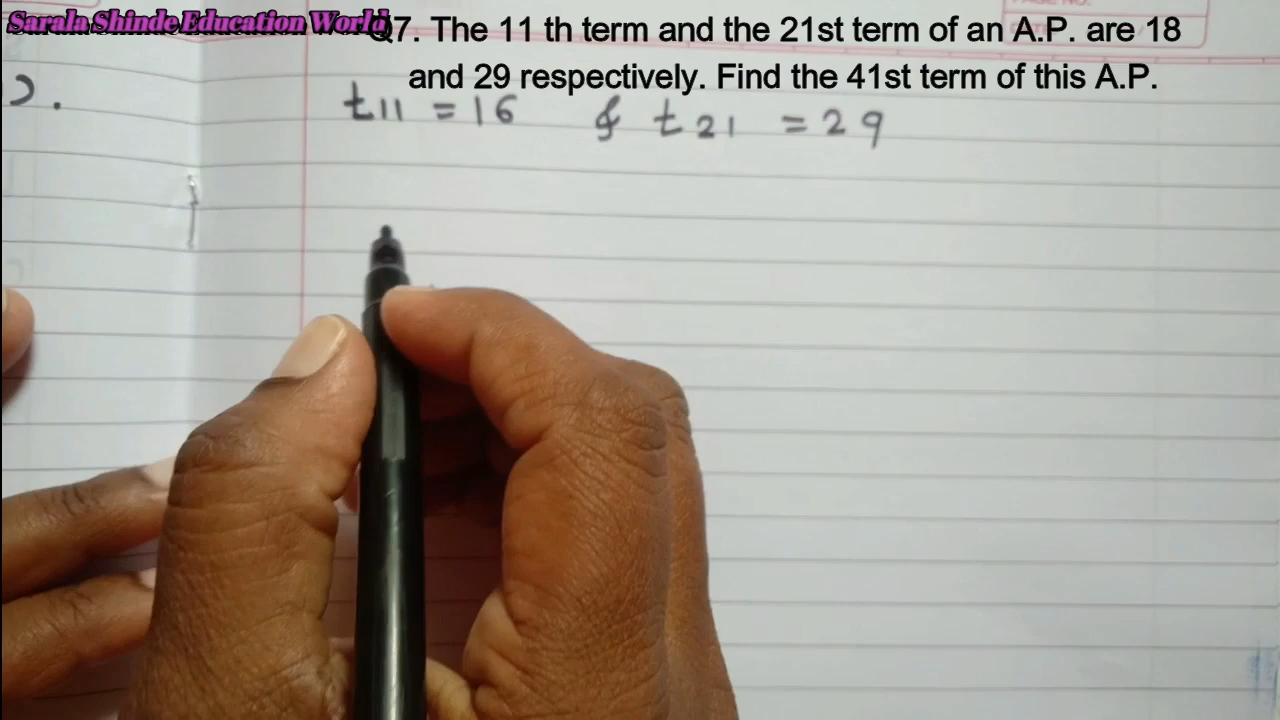 Sarala Shinde Education World
Q7. The 11 th term and the 21st term of an A.P. are 18
and 29 respectively. Find the 41st term of this A.P.
t11 = 16 & t21 = 29